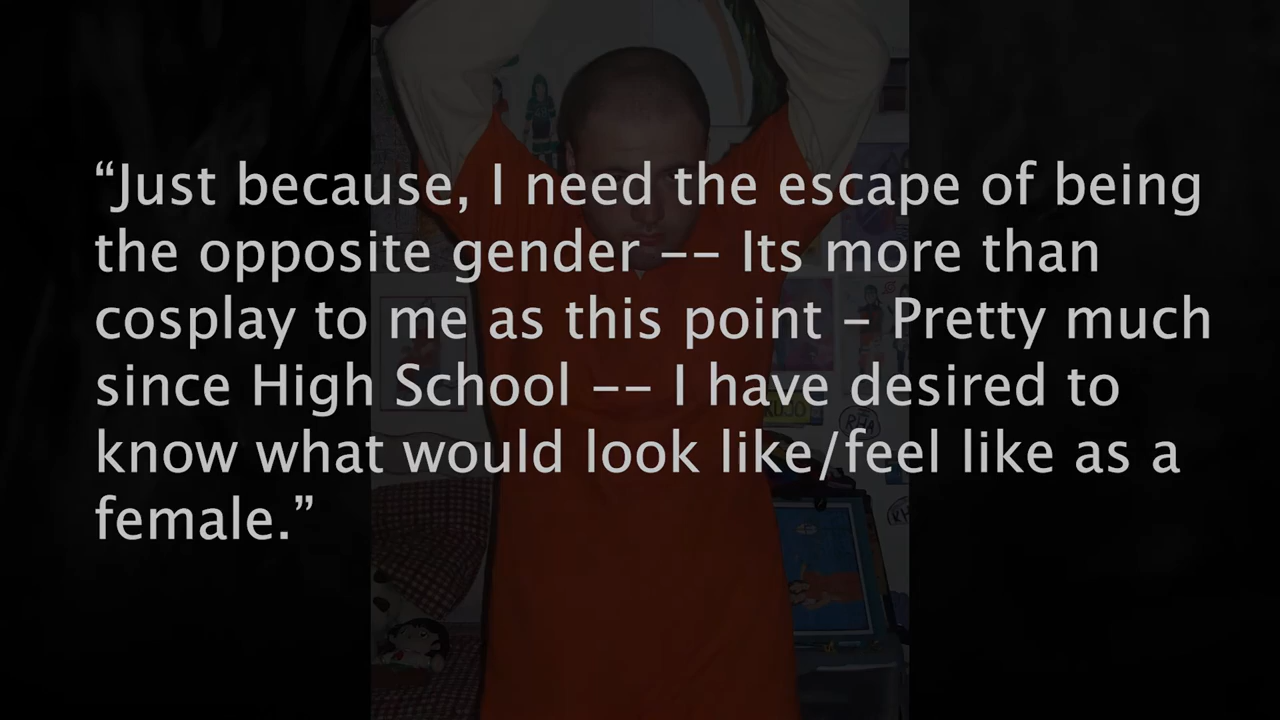 “Just because, I need the escape of being
the opposite gender -- Its more than
cosplay to me as this point – Pretty much
since High School -- I have desired to
know what would look like/feel like as a
female.”
RHA